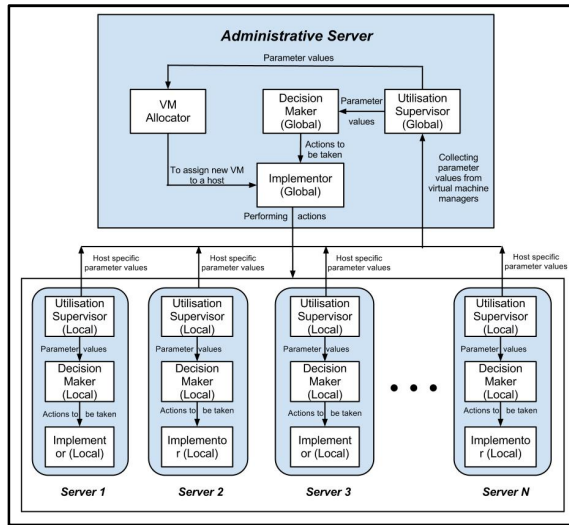 Administrative Server
Parameter values
VM
Allocator
Decision
Maker
(Global)
Parameter
values
Utilisation
Supervisor
(Global)
Actions to
be taken
To assign new VM
to a host
Implementor
(Global)
Collecting
parameter
values from
virtual machine
managers
Performing actions
Host specific
parameter values
Host specific
parameter values
Host specific
parameter values
Host specific
parameter values
Utilisation
Supervisor
(Local)
Parameter values
Decision
Maker
(Local)
Actions to be taken
Implement
or (Local)
Server 1
Utilisation
Supervisor
(Local)
Parameter values
Decision
Maker
(Local)
Actions to be taken
Implemento
r (Local)
Server 2
Utilisation
Supervisor
(Local)
Parameter values
Decision
Maker
(Local)
Actions to be taken
Implement
or (Local)
Server 3
Utilisation
Supervisor
(Local)
Parameter values
Decision
Maker
(Local)
Actions to be taken
Implemento
r (Local)
Server N